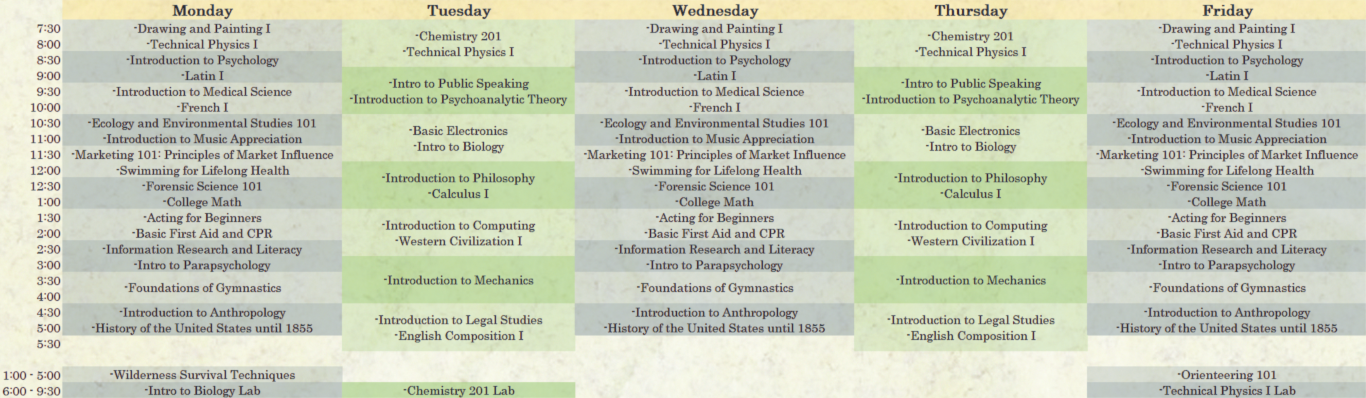 Monday
Tuesday
Wednesday
Thursday
Friday
7:30
8:00
8:30
9:00
9:30
10:00
10:30
11:00
11:30
12:00
12:30
1:00
1:30
2:00
2:30
3:00
3:30
4:00
4:30
5:00
5:30
1:00 - 5:00
6:00 - 9:30
-Drawing and Painting I
-Technical Physics I
-Introduction to Psychology
-Latin I
-Introduction to Medical Science
-French I
-Ecology and Environmental Studies 101
-Introduction to Music Appreciation
-Marketing 101: Principles of Market Influence
-Swimming for Lifelong Health
-Forensic Science 101
-College Math
-Acting for Beginners
-Basic First Aid and CPR
-Information Research and Literacy
-Intro to Parapsychology
-Foundations of Gymnastics
-Introduction to Anthropology
-History of the United States until 1855
-Wilderness Survival Techniques
-Intro to Biology Lab
-Chemistry 201
-Technical Physics I
-Intro to Public Speaking
-Introduction to Psychoanalytic Theory
-Basic Electronics
-Intro to Biology
-Introduction to Philosophy
-Calculus I
-Introduction to Computing
-Western Civilization I
-Introduction to Mechanics
-Introduction to Legal Studies
-English Composition I
-Chemistry 201 Lab
-Drawing and Painting I
-Technical Physics I
-Introduction to Psychology
-Latin I
-Introduction to Medical Science
-French I
-Ecology and Environmental Studies 101
-Introduction to Music Appreciation
-Marketing 101: Principles of Market Influence
-Swimming for Lifelong Health
-Forensic Science 101
-College Math
-Acting for Beginners
-Basic First Aid and CPR
-Information Research and Literacy
-Intro to Parapsychology
-Foundations of Gymnastics
-Introduction to Anthropology
-History of the United States until 1855
-Chemistry 201
-Technical Physics I
-Intro to Public Speaking
-Introduction to Psychoanalytic Theory
-Basic Electronics
-Intro to Biology
-Introduction to Philosophy
-Calculus I
-Introduction to Computing
-Western Civilization I
-Introduction to Mechanics
-Introduction to Legal Studies
-English Composition I
-Drawing and Painting I
-Technical Physics I
-Introduction to Psychology
-Latin I
-Introduction to Medical Science
-French I
-Ecology and Environmental Studies 101
-Introduction to Music Appreciation
-Marketing 101: Principles of Market Influence
-Swimming for Lifelong Health
-Forensic Science 101
-College Math
-Acting for Beginners
-Basic First Aid and CPR
-Information Research and Literacy
-Intro to Parapsychology
-Foundations of Gymnastics
-Introduction to Anthropology
-History of the United States until 1855
-Orienteering 101
-Technical Physics I Lab